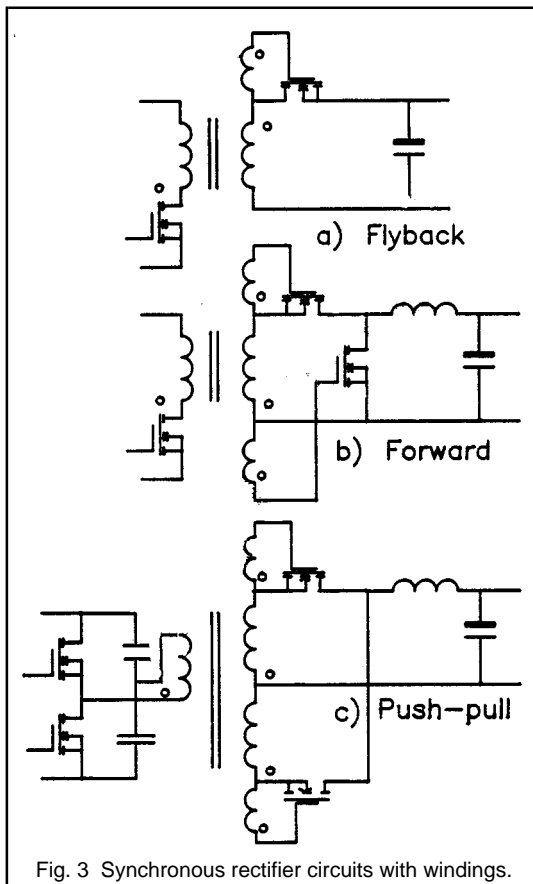 a) Flyback
b) Forward
c) Push-pull
Fig. 3 Synchronous rectifier circuits with windings.